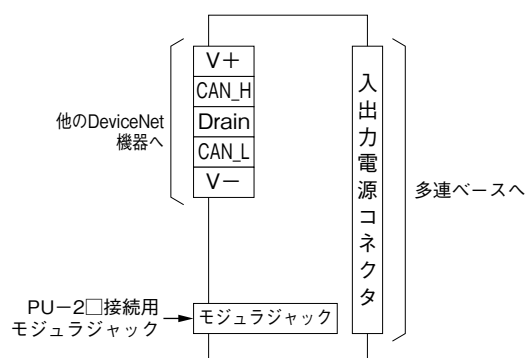 V+
CAN_H
Drain
CAN_L
V−
他のDeviceNet
機器へ
入出力電源コネクタ
多連ベースへ
PU−2□接続用
モジュラジャック
モジュラジャック